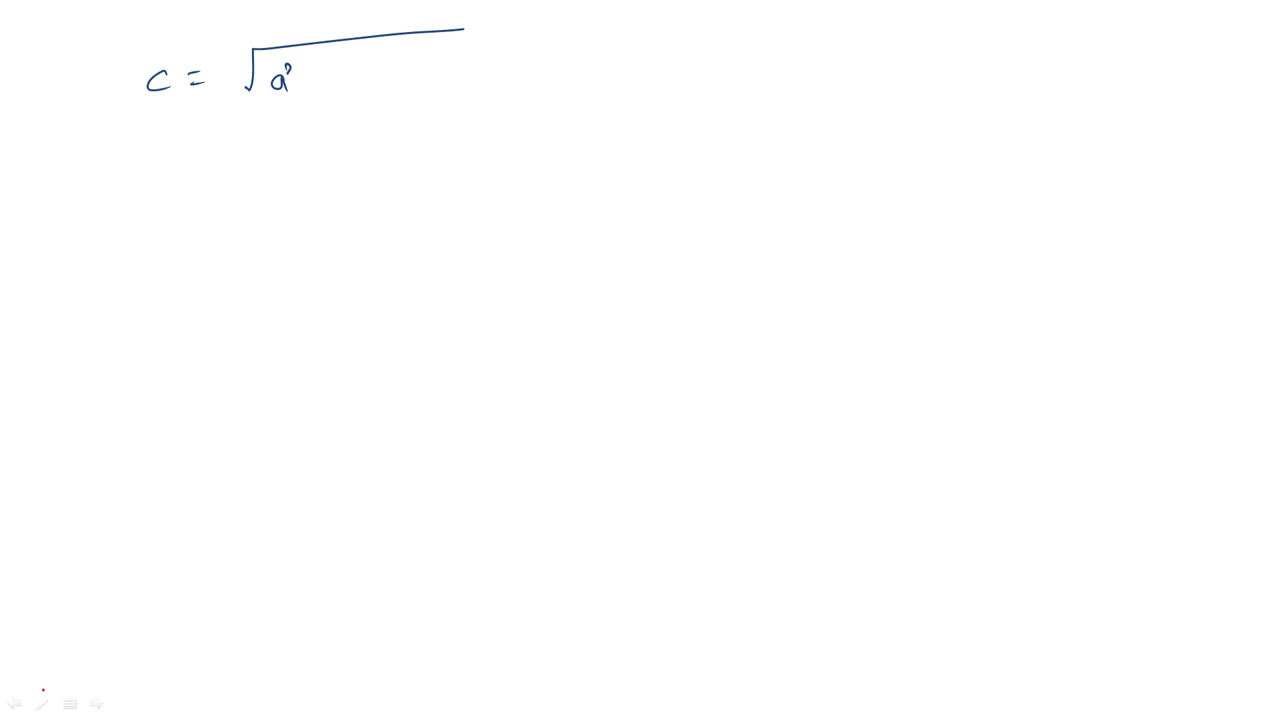 c = √a²